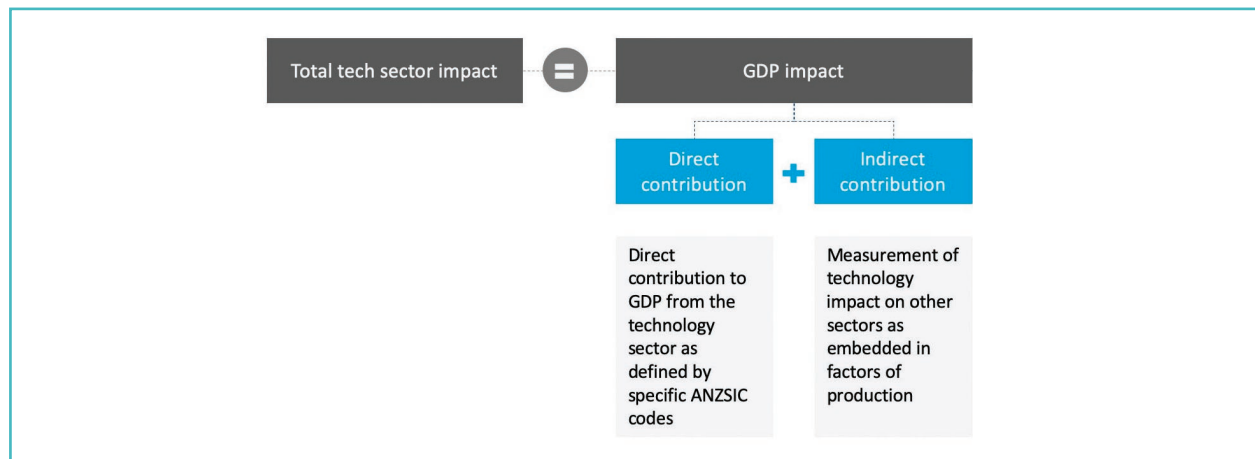 Total tech sector impact
=
GDP impact
Direct
contribution
+
Indirect
contribution
Direct
contribution to
GDP from the
technology
sector as
defined by
specific ANZSIC
codes
Measurement of
technology
impact on other
sectors as
embedded in
factors of
production